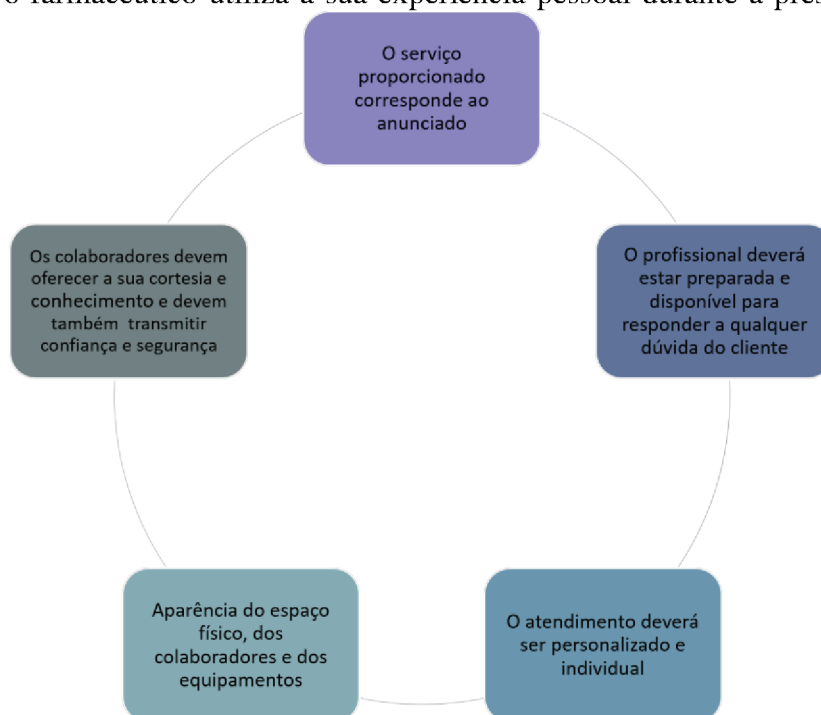 o farmacêutico utiliza a sua experiência pessoal durante a
O serviço
proporcionado
corresponde ao
anunciado
O profissional deverá
estar preparada e
disponível para
responder a qualquer
dúvida do cliente
O atendimento deverá
ser personalizado e
individual
Aparência do espaço
físico, dos
colaboradores e dos
equipamentos
Os colaboradores devem
oferecer a sua cortesia e
conhecimento e devem
também transmitir
confiança e segurança